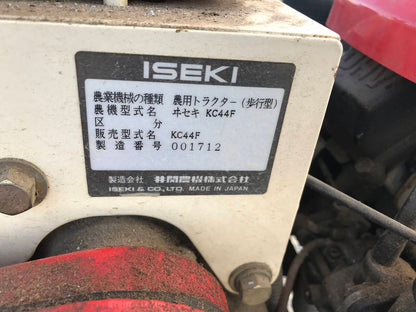 ISEKI
農業機械の種類 農用トラクター(歩行型)
農機型式名 ヰセキ KC44F
区分
販売型式名 KC44F
製造番号 001712
製造会社 井関農機株式会社
ISEKI & CO., LTD. MADE IN JAPAN